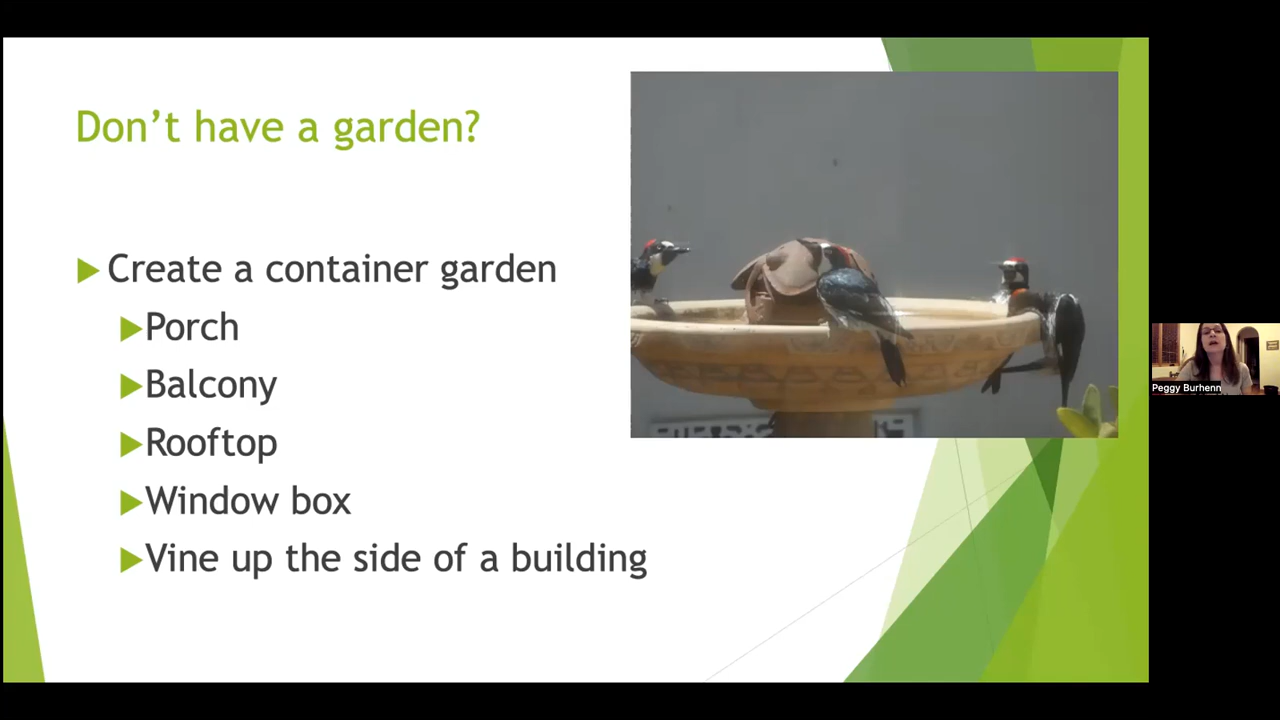 Don't have a garden?
Create a container garden
Porch
Balcony
Rooftop
Window box
Vine up the side of a building
Peggy Burhenn